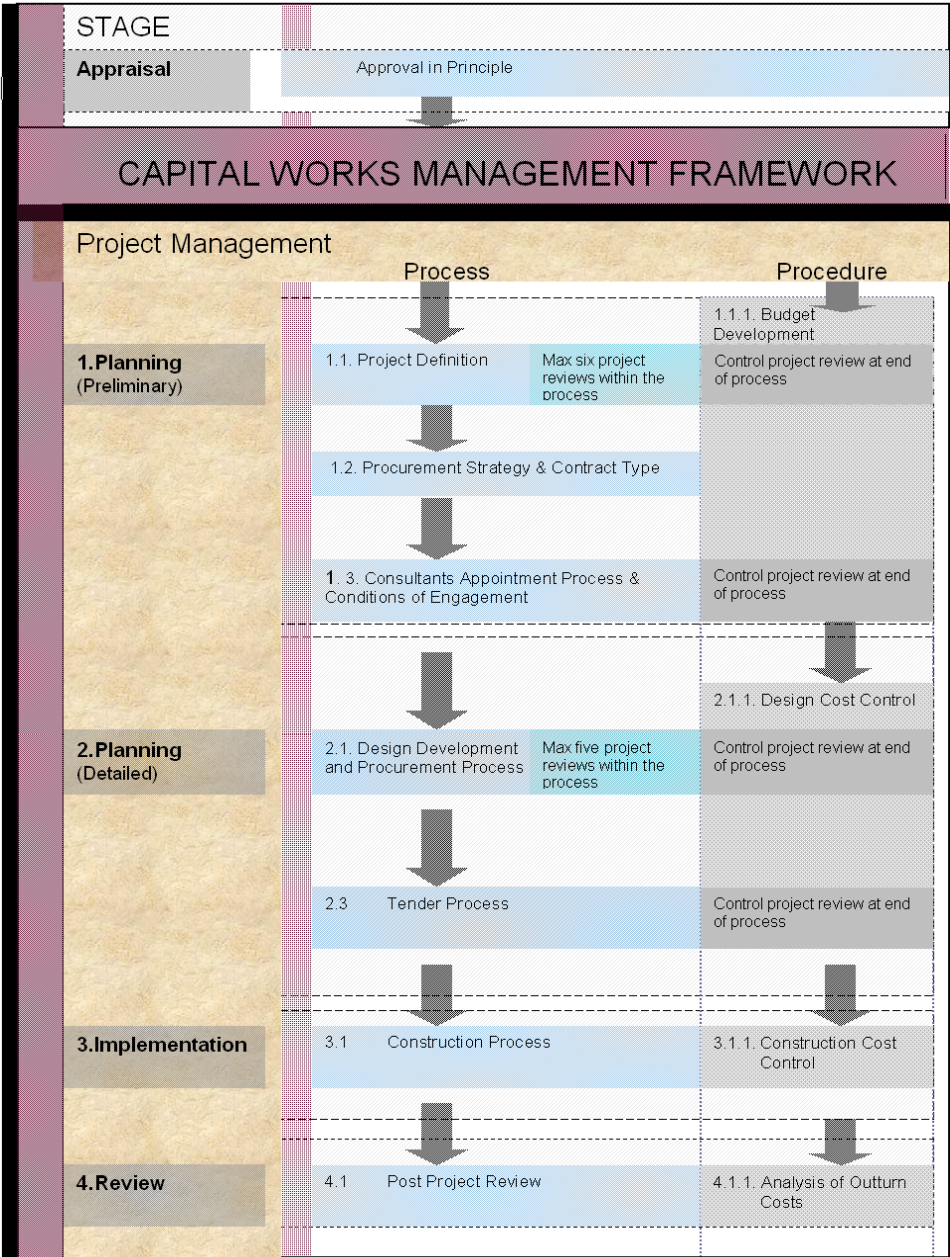 STAGE
Appraisal
Approval in Principle
CAPITAL WORKS MANAGEMENT FRAMEWORK
Project Management
Process
Procedure
1.1.1. Budget
Development
1.Planning
(Preliminary)
1.1. Project Definition
Max six project
reviews within the
process
Control project review at end
of process
1.2. Procurement Strategy & Contract Type
1. 3. Consultants Appointment Process &
Conditions of Engagement
Control project review at end
of process
2.1.1. Design Cost Control
2.Planning
(Detailed)
2.1. Design Development
and Procurement Process
Max five project
reviews within the
process
Control project review at end
of process
2.3 Tender Process
Control project review at end
of process
3.Implementation
3.1 Construction Process
3.1.1. Construction Cost
Control
4.Review
4.1 Post Project Review
4.1.1. Analysis of Outturn
Costs